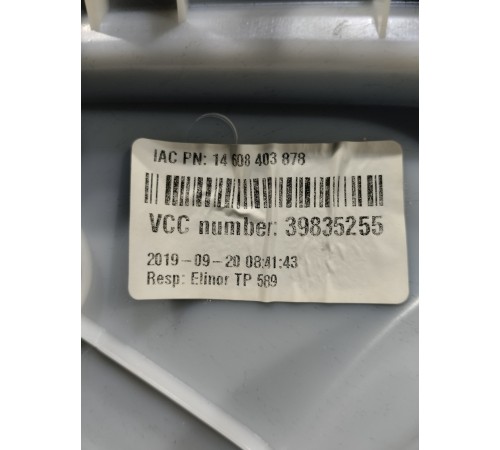 IAC PN: 14 608 403 878
VCC number: 39835255
2019-09-20 08:41:43
Resp: Elinor TP 589